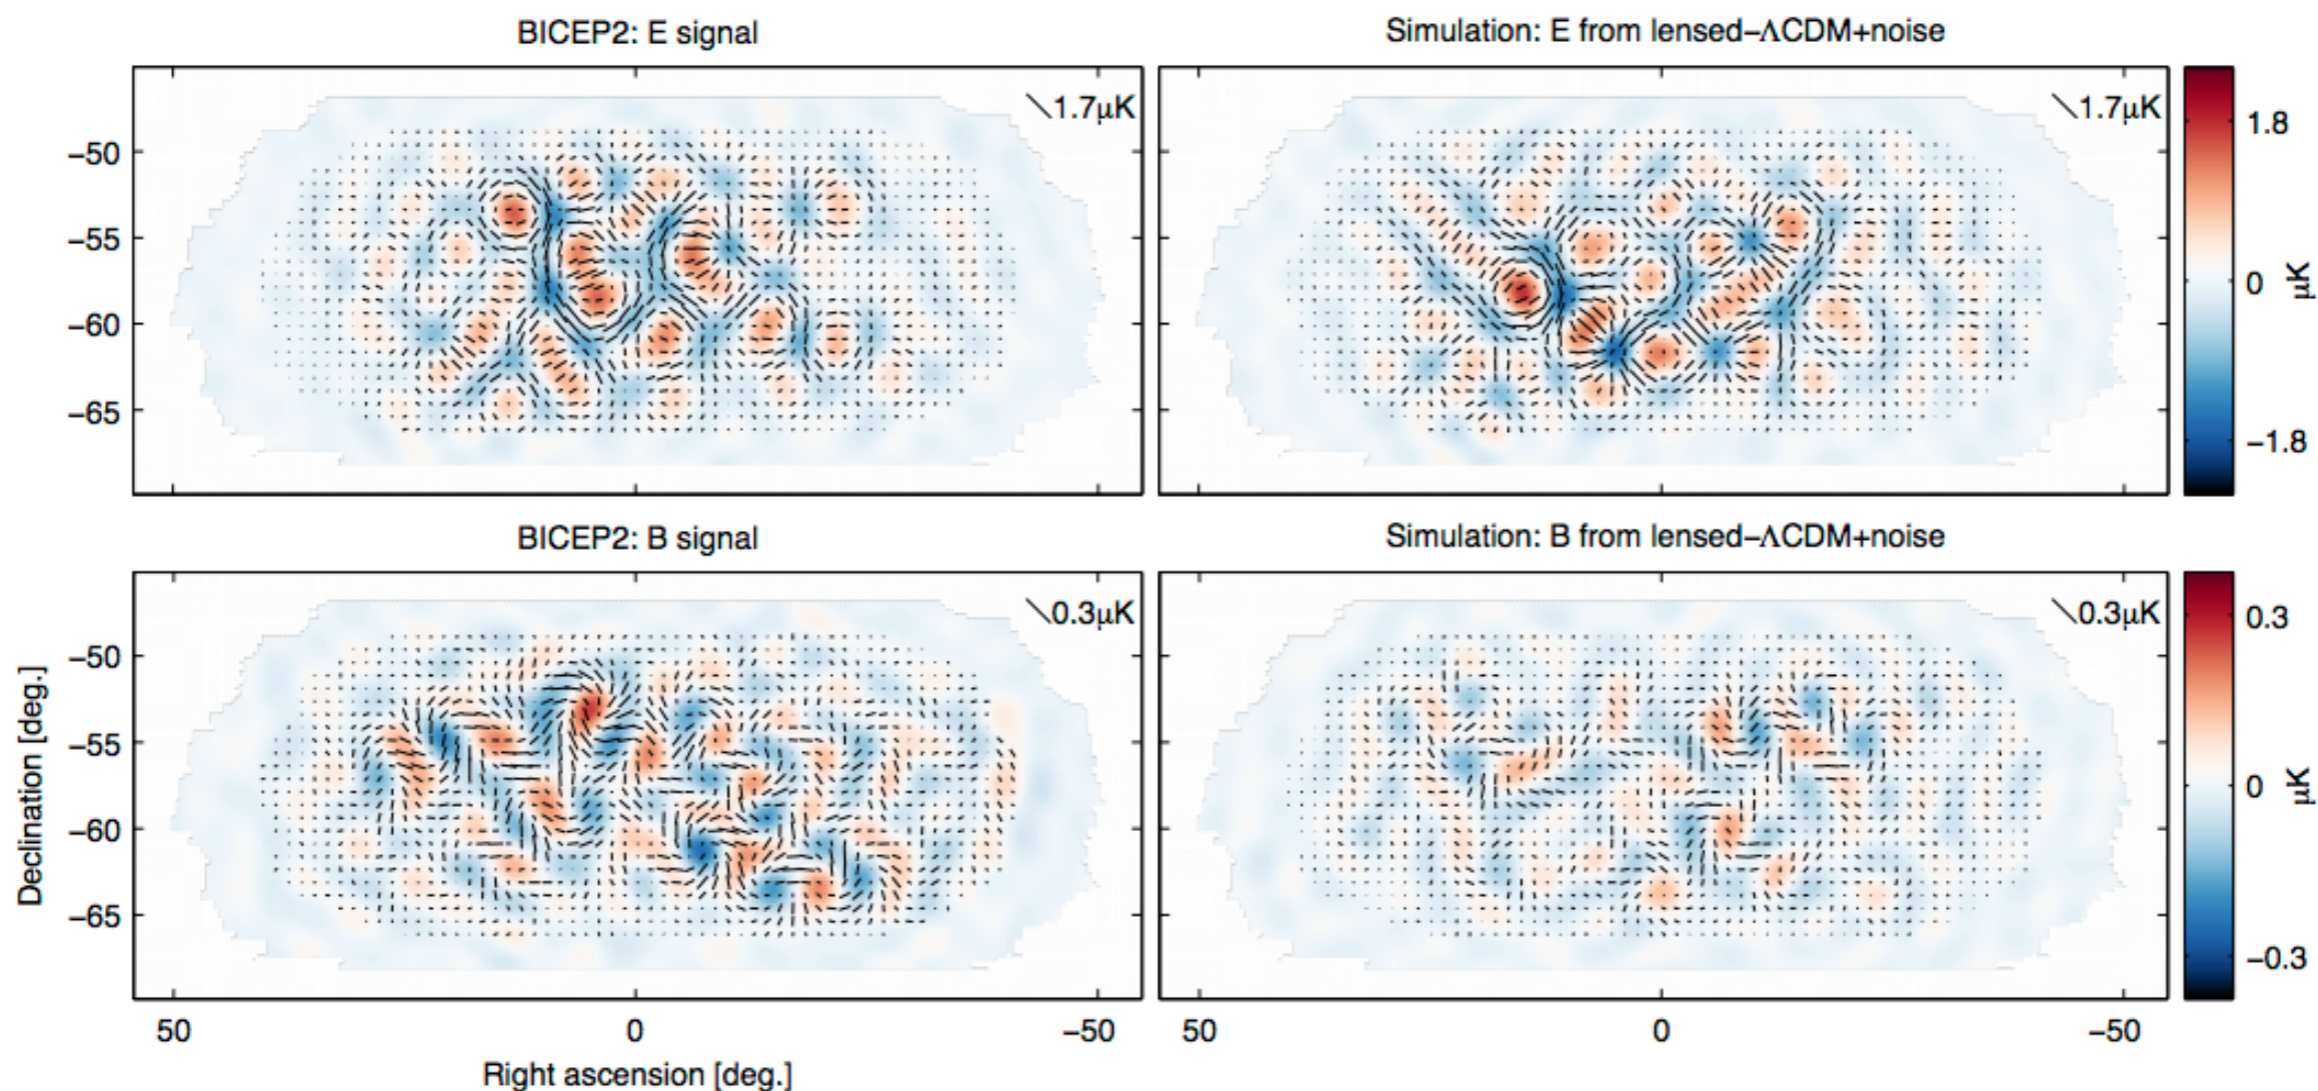 BICEP2: E signal
Simulation: E from lensed−ΛCDM+noise
1.7μK
1.7μK
−50
−55
−60
−65
1.8
0
−1.8
μK
BICEP2: B signal
Simulation: B from lensed−ΛCDM+noise
0.3μK
0.3μK
Declination [deg.]
−50
−55
−60
−65
0.3
0
−0.3
μK
50
0
−50
50
0
−50
Right ascension [deg.]